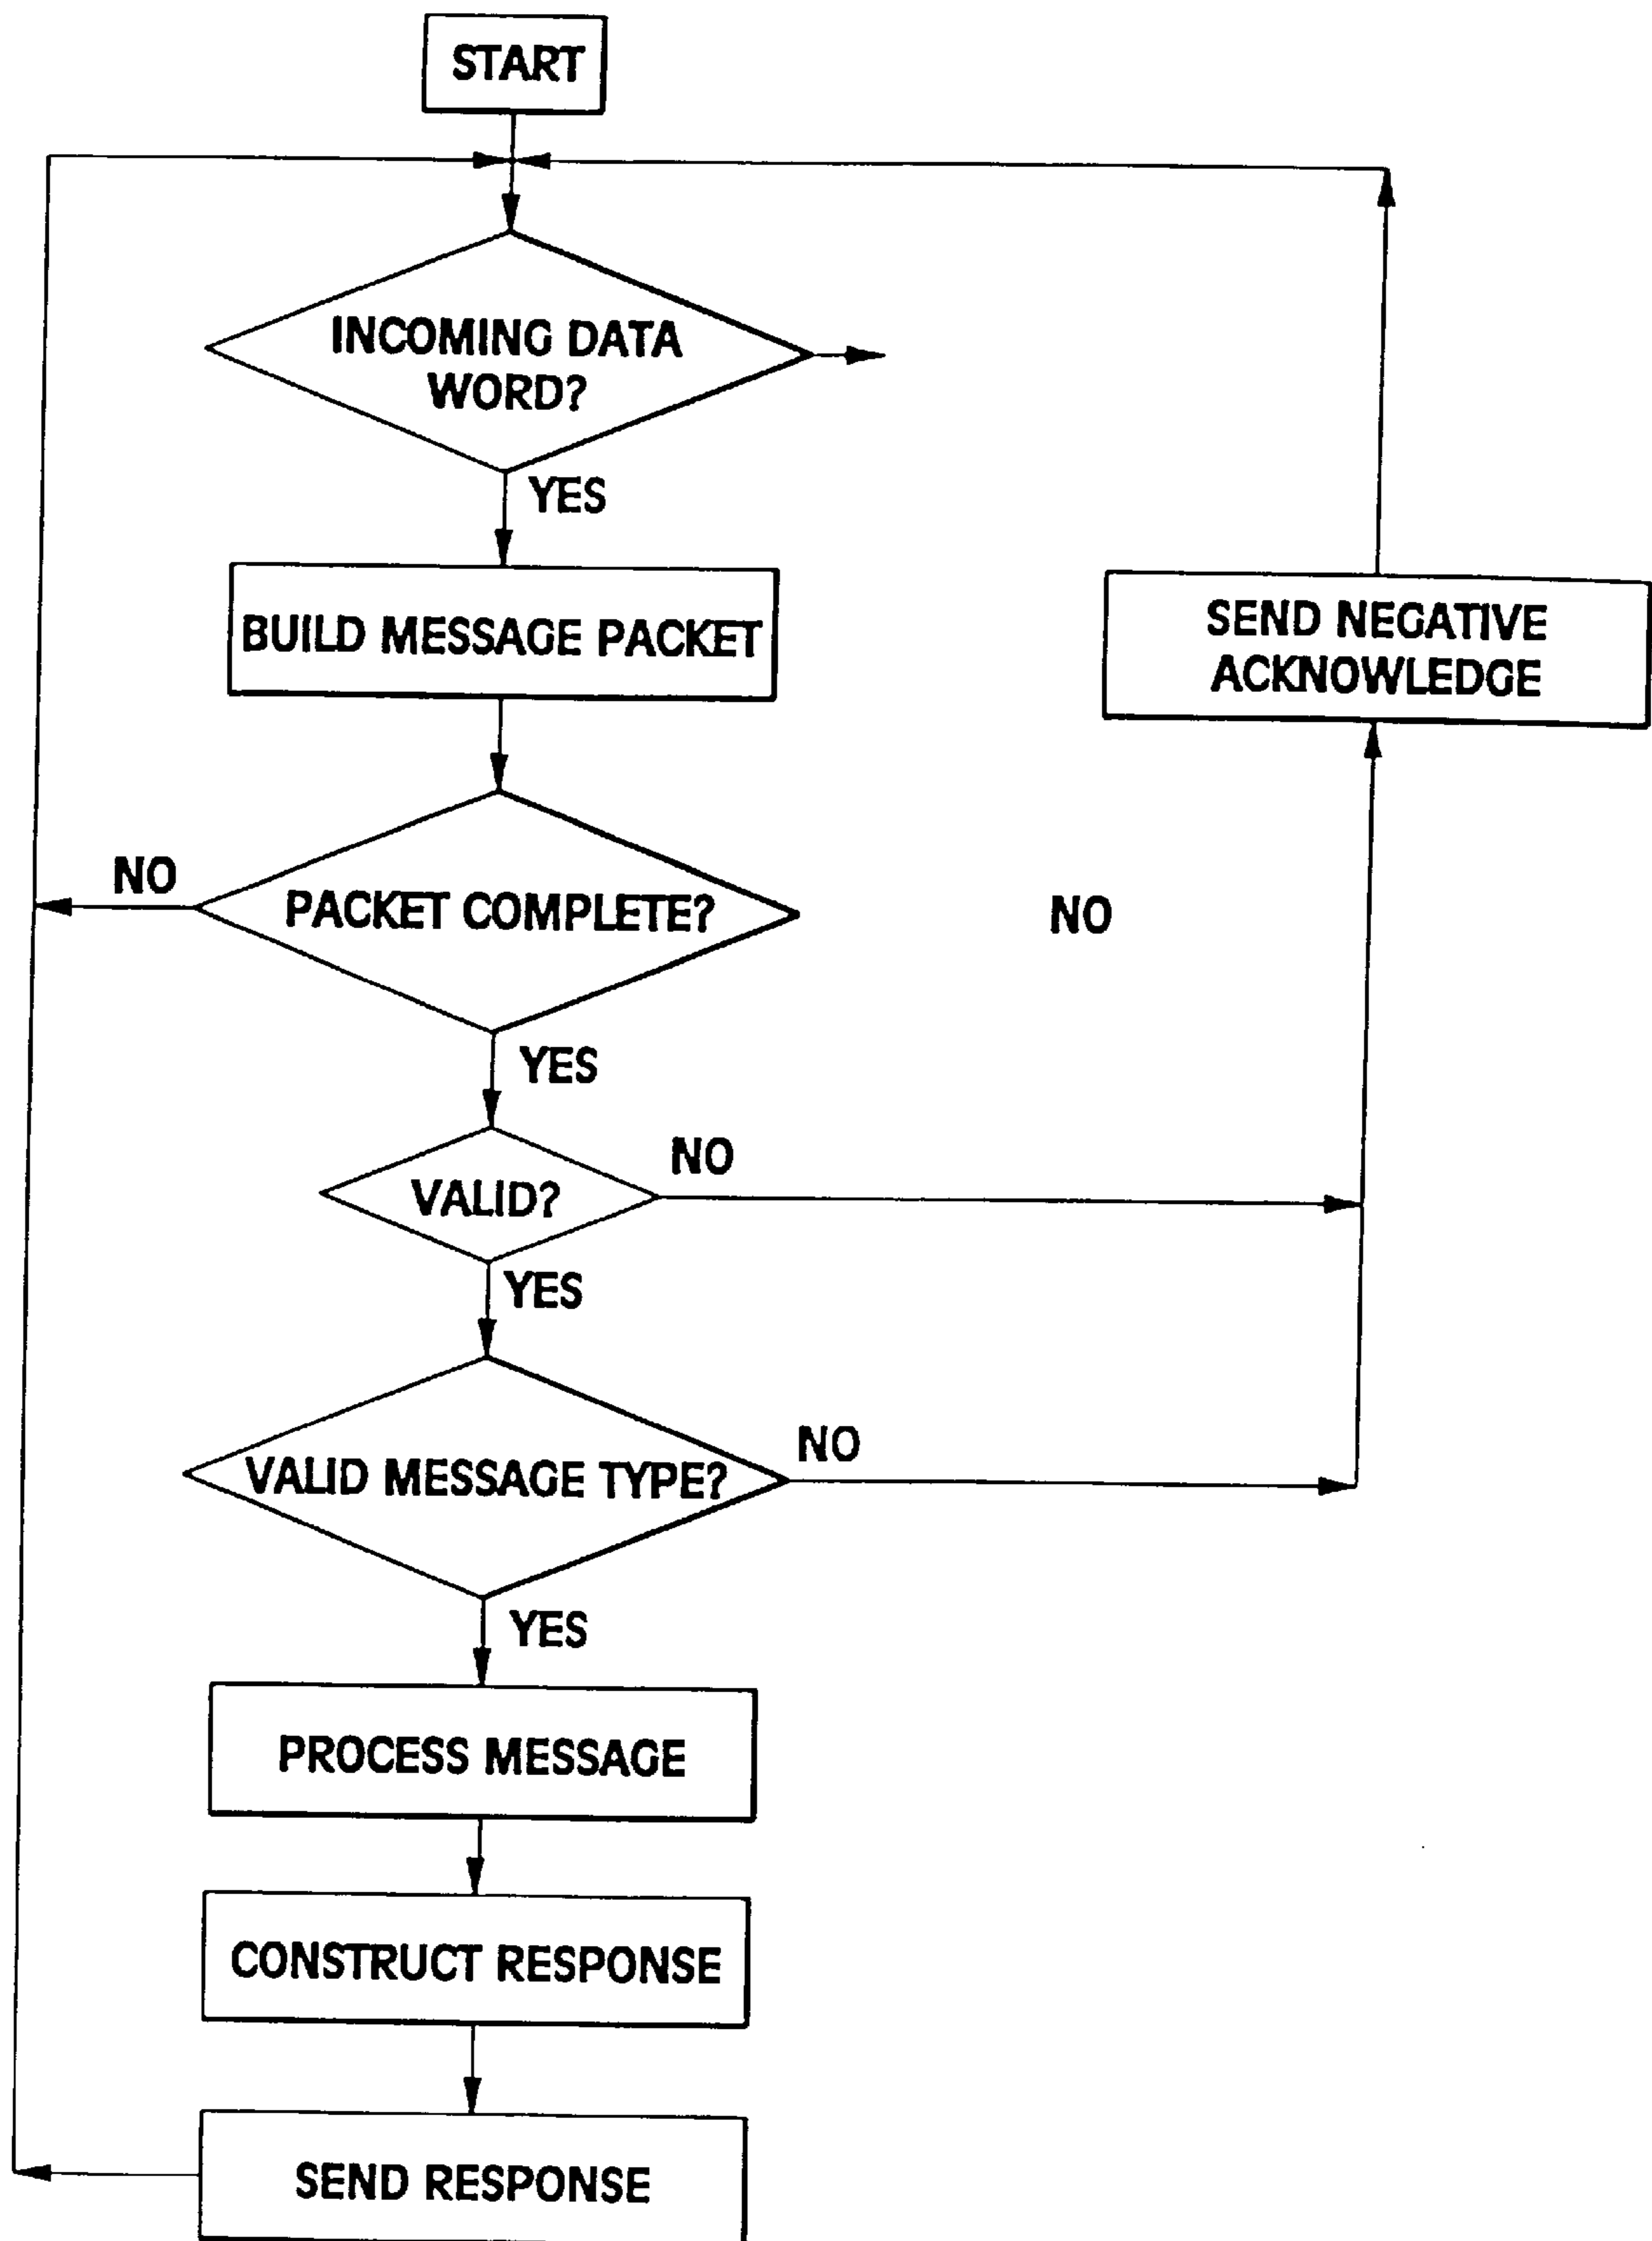 START
INCOMING DATA
WORD?
YES
BUILD MESSAGE PACKET
SEND NEGATIVE
ACKNOWLEDGE
NO
PACKET COMPLETE?
NO
YES
VALID?
NO
YES
VALID MESSAGE TYPE?
NO
YES
PROCESS MESSAGE
CONSTRUCT RESPONSE
SEND RESPONSE